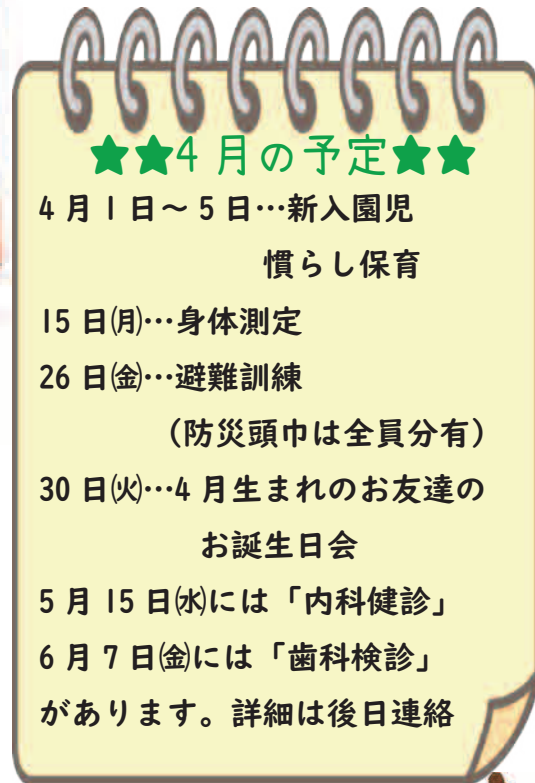 ★★4月の予定★★
4月1日～5日…新入園児
慣らし保育
15日㈪…身体測定
26日㈮…避難訓練
（防災頭巾は全員分有）
30日㈫…4月生まれのお友達の
お誕生日会
5月15日㈬には「内科健診」
6月7日㈮には「歯科検診」
があります。詳細は後日連絡